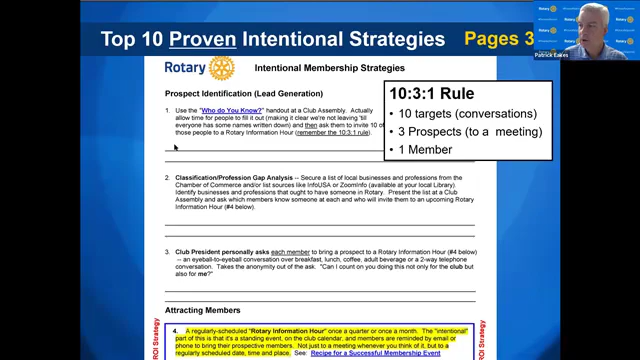 Top 10 Proven Intentional Strategies
Pages 3
Patrick Eakes
Rotary
Intentional Membership Strategies
Prospect Identification (Lead Generation)
1. Use the "Who do You Know?" handout at a Club Assembly. Actually
allow time for people to fill it out (making it clear we're not leaving 'till
everyone has some names written down) and then ask them to invite 10 of
those people to a Rotary Information Hour (remember the 10:3:1 rule).
10:3:1 Rule
• 10 targets (conversations)
• 3 Prospects (to a meeting)
• 1 Member
2. Classification/Profession Gap Analysis -- Secure a list of local businesses and professions from the
Chamber of Commerce and/or list sources like InfoUSA or ZoomInfo (available at your local Library).
Identify businesses and professions that ought to have someone in Rotary. Present the list at a Club
Assembly and ask which members know someone at each and who will invite them to an upcoming Rotary
Information Hour (#4 below).
3. Club President personally asks each member to bring a prospect to a Rotary Information Hour (#4 below)
– an eyeball-to-eyeball conversation over breakfast, lunch, coffee, adult beverage or a 2-way telephone
conversation. Takes the anonymity out of the ask. "Can I count on you doing this not only for the club but
also for me?"
Attracting Members
4. A regularly-scheduled "Rotary Information Hour" once a quarter or once a month. The "intentional"
part of this is that it's a standing event, on the club calendar, and members are reminded by email or
phone to bring their prospective members. Not just to a meeting whenever you think of it, but to a
regularly scheduled date, time and place. See: Recipe for a Successful Membership Event
ROI Strategy
ROI Strategy